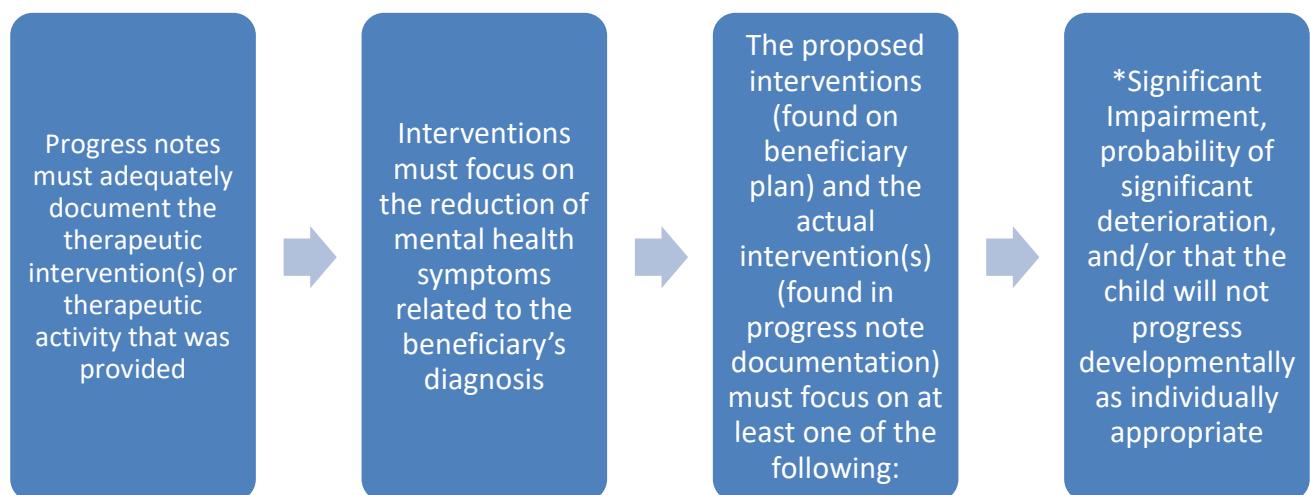 Progress notes
must adequately
document the
therapeutic
intervention(s) or
therapeutic
activity that was
provided
Interventions
must focus on
the reduction of
mental health
symptoms
related to the
beneficiary’s
diagnosis
The proposed
interventions
(found on
beneficiary
plan) and the
actual
intervention(s)
(found in
progress note
documentation)
must focus on at
least one of the
following:
*Significant
Impairment,
probability of
significant
deterioration,
and/or that the
child will not
progress
developmentally
as individually
appropriate